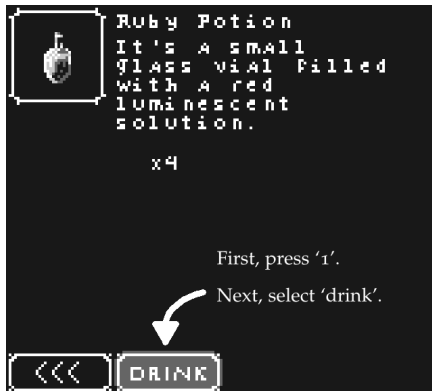 Ruby Potion
It's a small
glass vial filled
with a red
luminescent
solution.
x4
First, press ‘1’.
Next, select ‘drink’.
<<< DRINK